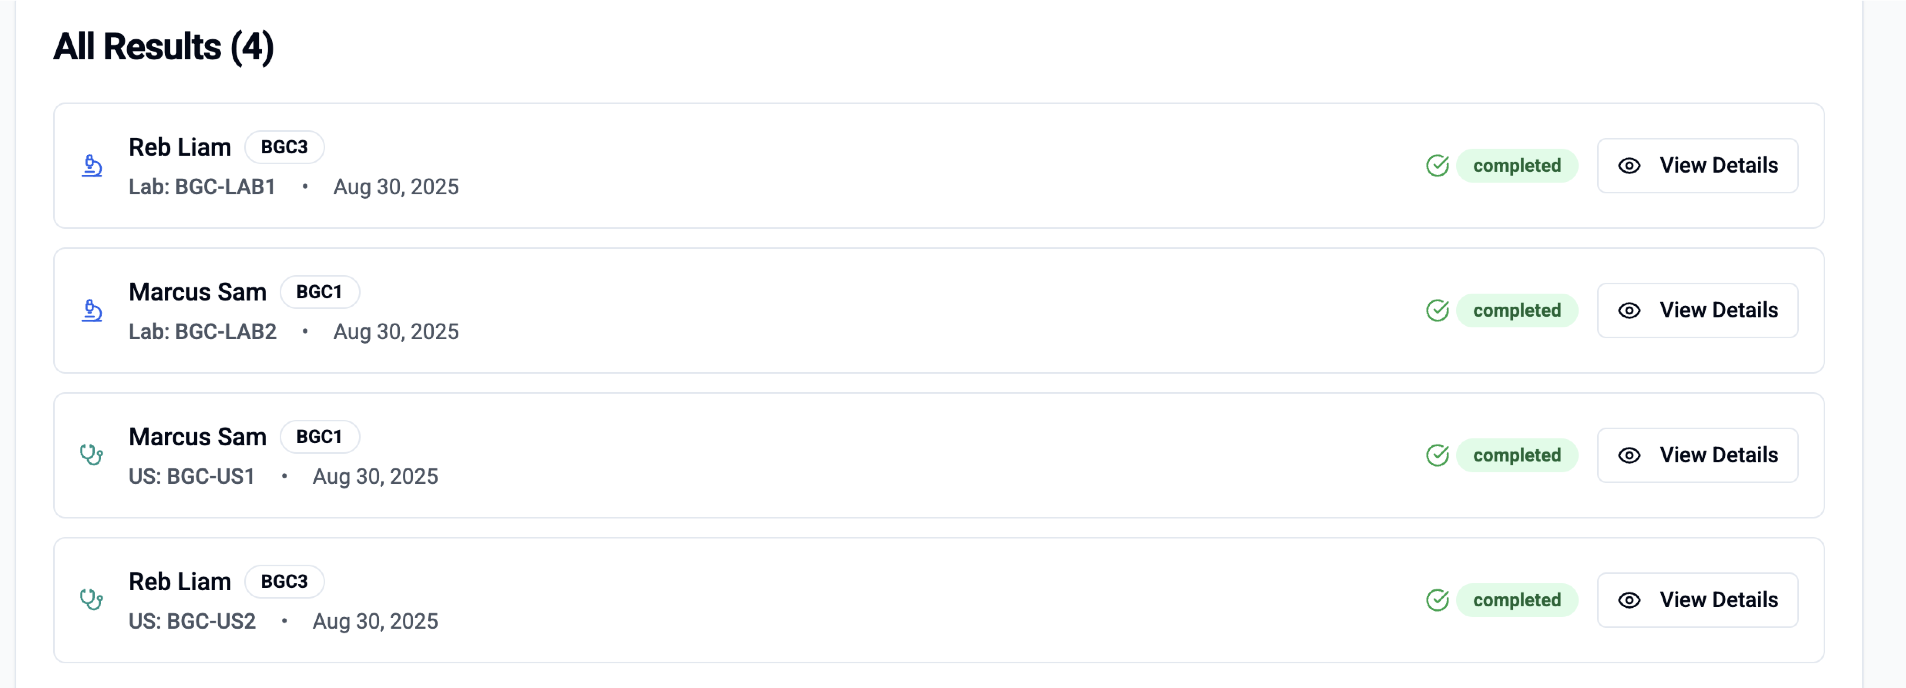 All Results (4)
Reb Liam BGC3
Lab: BGC-LAB1 • Aug 30, 2025
completed View Details
Marcus Sam BGC1
Lab: BGC-LAB2 • Aug 30, 2025
completed View Details
Marcus Sam BGC1
US: BGC-US1 • Aug 30, 2025
completed View Details
Reb Liam BGC3
US: BGC-US2 • Aug 30, 2025
completed View Details